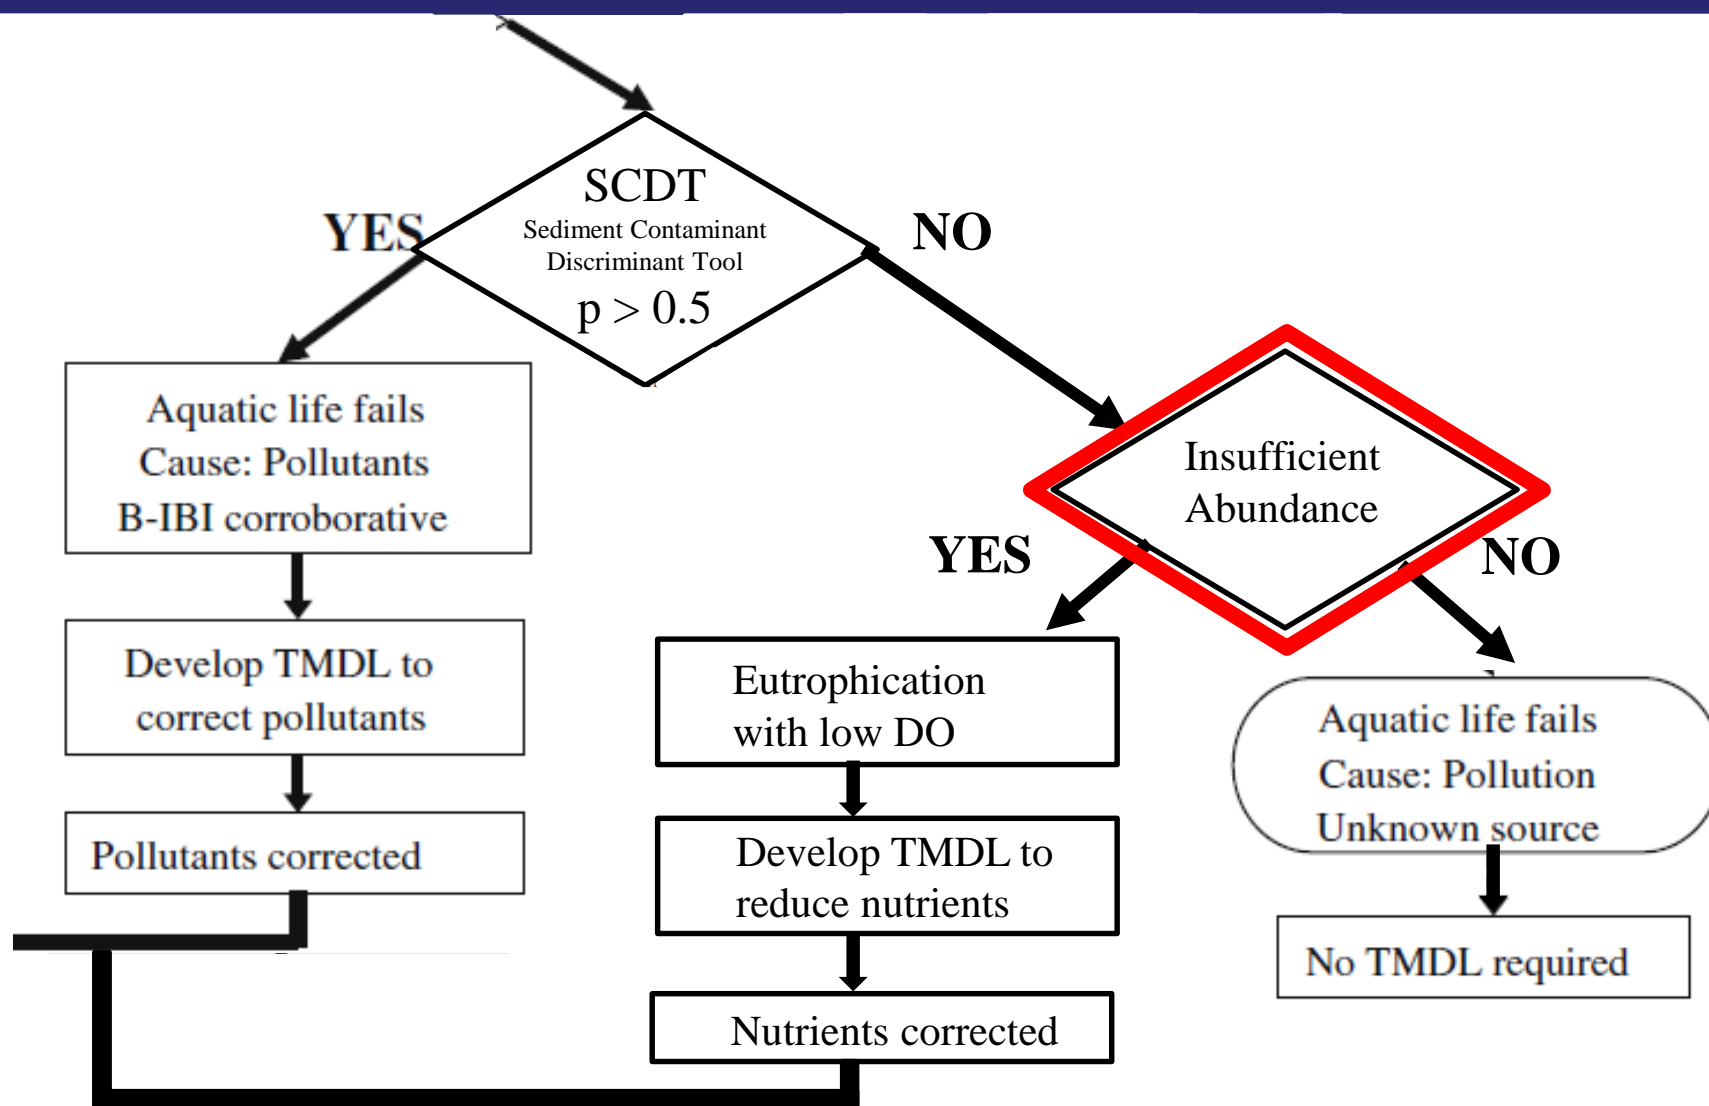 SCDT
Sediment Contaminant
Discriminant Tool
p > 0.5
YES
NO
Aquatic life fails
Cause: Pollutants
B-IBI corroborative
Insufficient
Abundance
YES
NO
Develop TMDL to
correct pollutants
Eutrophication
with low DO
Aquatic life fails
Cause: Pollution
Unknown source
Pollutants corrected
Develop TMDL to
reduce nutrients
No TMDL required
Nutrients corrected